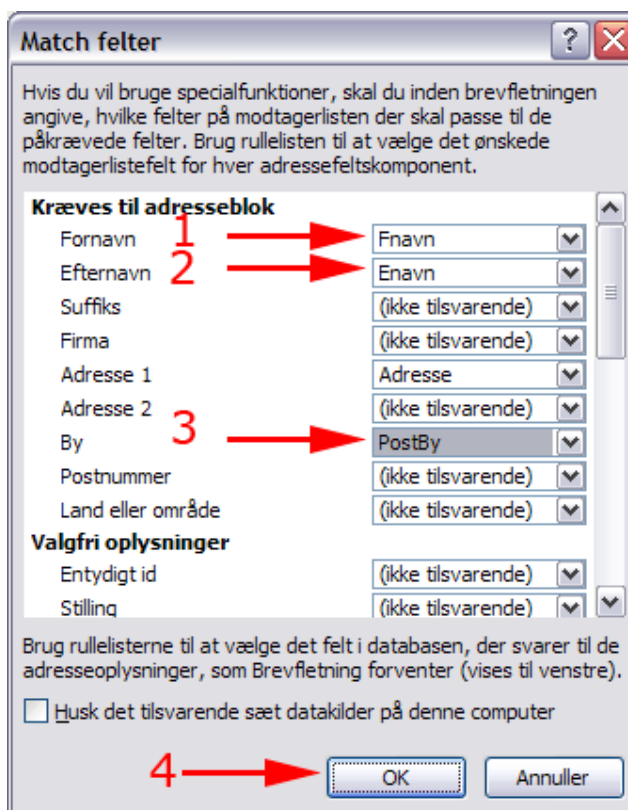 Match felter
Hvis du vil bruge specialfunktioner, skal du inden brevfletningen
angive, hvilke felter på modtagerlisten der skal passe til de
påkrævede felter. Brug rullelisten til at vælge det ønskede
modtagerlistefelt for hver adressefeltskomponent.
Kræves til adresseblok
Fornavn 1 Fnavn
Efternavn 2 Enavn
Suffiks (ikke tilsvarende)
Firma (ikke tilsvarende)
Adresse 1 Adresse
Adresse 2 (ikke tilsvarende)
By 3 PostBy
Postnummer (ikke tilsvarende)
Land eller område (ikke tilsvarende)
Valgfri oplysninger
Entydigt id (ikke tilsvarende)
Stilling (ikke tilsvarende)
Brug rullelisterne til at vælge det felt i databasen, der svarer til de
adresseoplysninger, som Brevfletning forventer (vises til venstre).
Husk det tilsvarende sæt datakilder på denne computer
4 OK Annuller